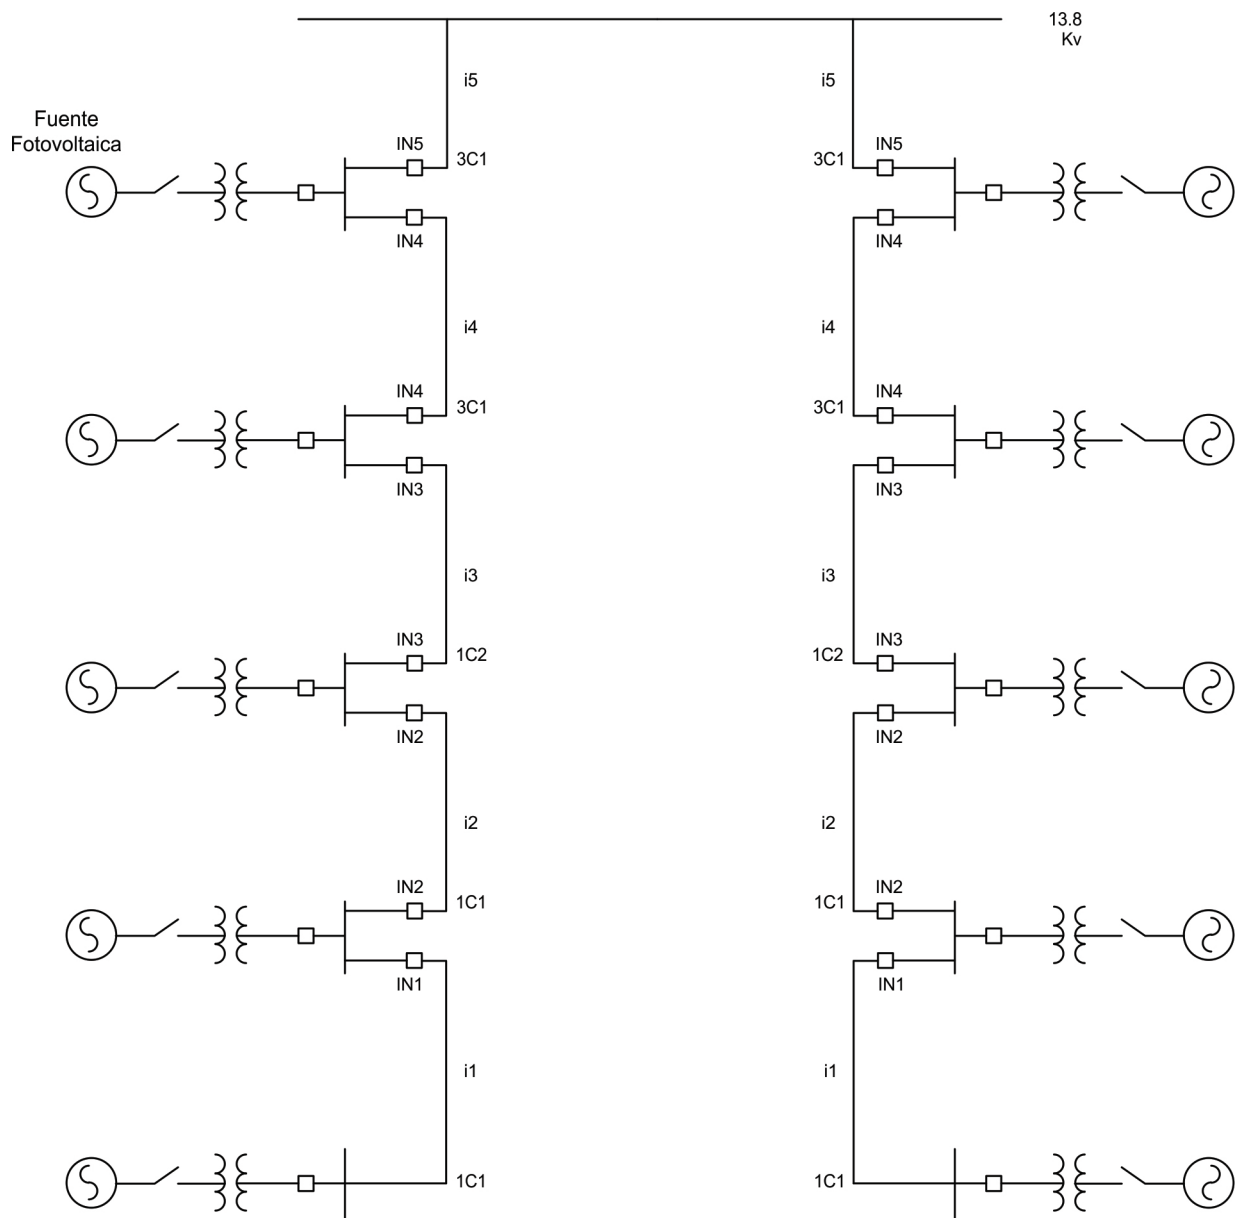 13.8
Kv
i5
i5
Fuente
Fotovoltaica
IN5
3C1
3C1
IN5
IN4
IN4
i4
i4
IN4
3C1
3C1
IN4
IN3
IN3
i3
i3
IN3
1C2
1C2
IN3
IN2
IN2
i2
i2
IN2
1C1
1C1
IN2
IN1
IN1
i1
i1
1C1
1C1